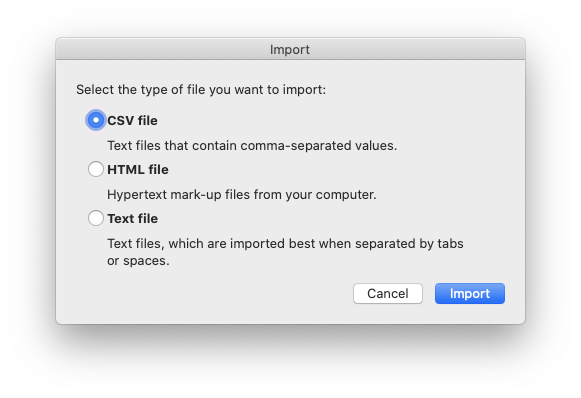 Import
Select the type of file you want to import:
CSV file
Text files that contain comma-separated values.
HTML file
Hypertext mark-up files from your computer.
Text file
Text files, which are imported best when separated by tabs
or spaces.
Cancel
Import